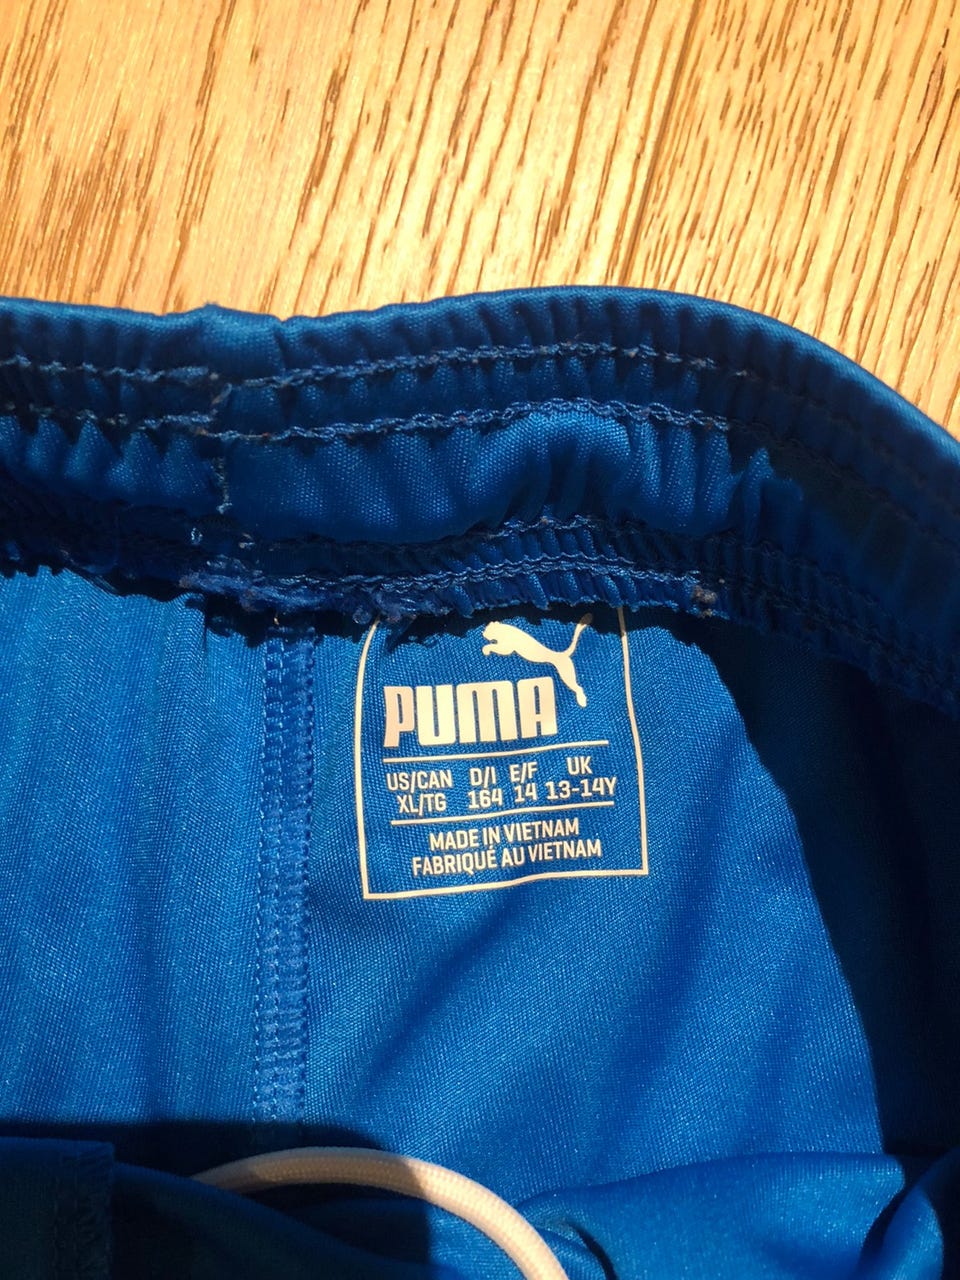 PUMA
US/CAN D/I E/F UK
XL/TG 164 14 13-14Y
MADE IN VIETNAM
FABRIQUÉ AU VIETNAM